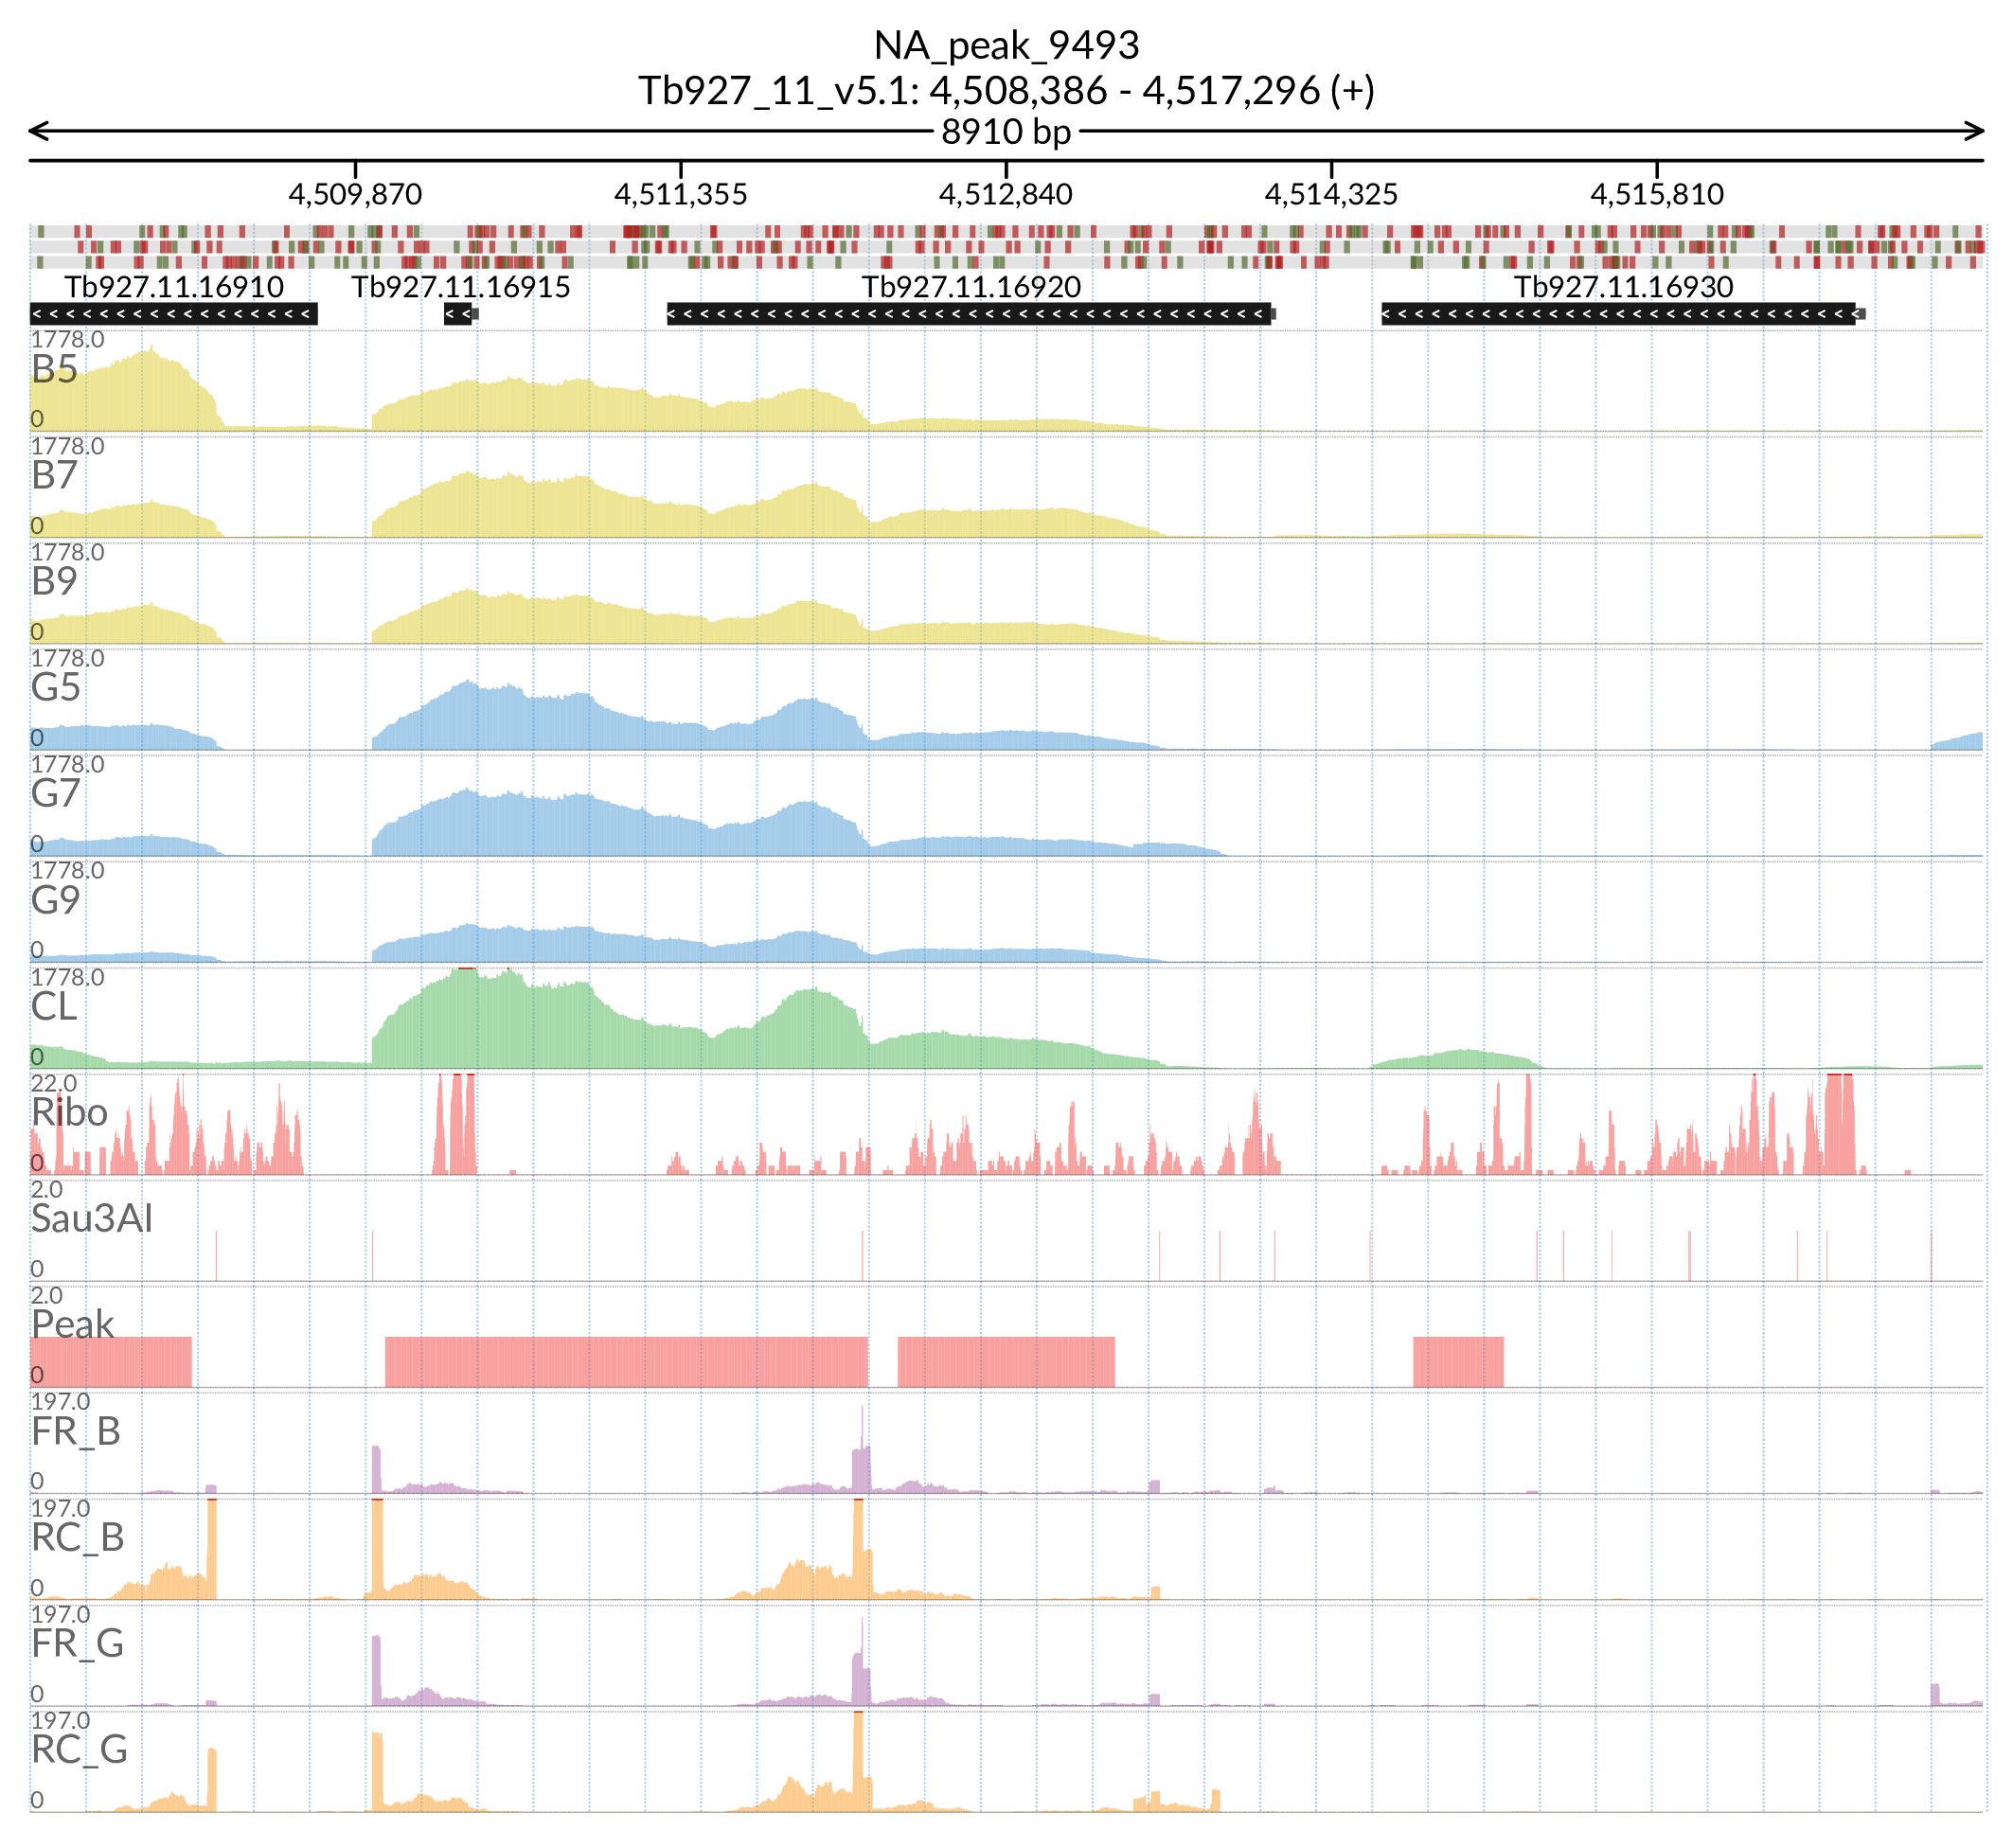 NA_peak_9493
Tb927_11_v5.1: 4,508,386 - 4,517,296 (+)
8910 bp
4,509,870 4,511,355 4,512,840 4,514,325 4,515,810
Tb927.11.16910 Tb927.11.16915 Tb927.11.16920 Tb927.11.16930
1778.0
B5
0
1778.0
B7
0
1778.0
B9
0
1778.0
G5
0
1778.0
G7
0
1778.0
G9
0
1778.0
CL
0
22.0
Ribo
0
2.0
Sau3AI
0
2.0
Peak
0
197.0
FR_B
0
197.0
RC_B
0
197.0
FR_G
0
197.0
RC_G
0